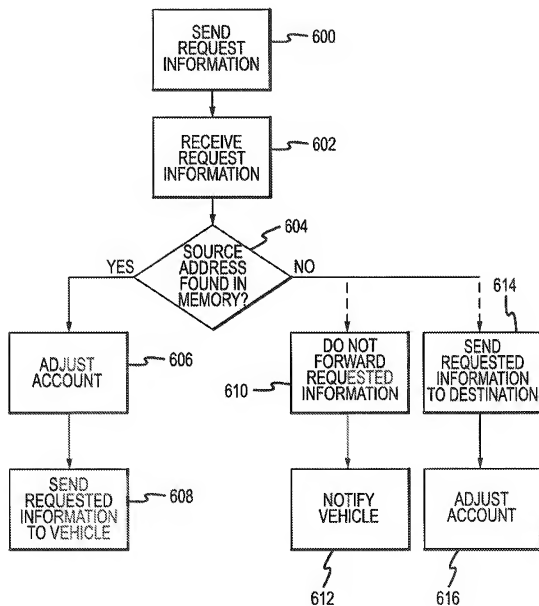 SEND
REQUEST
INFORMATION
600
RECEIVE
REQUEST
INFORMATION
602
604
SOURCE
ADDRESS
FOUND IN
MEMORY?
YES
NO
ADJUST
ACCOUNT
606
SEND
REQUESTED
INFORMATION
TO VEHICLE
608
DO NOT
FORWARD
REQUESTED
INFORMATION
610
NOTIFY
VEHICLE
612
614
SEND
REQUESTED
INFORMATION
TO DESTINATION
ADJUST
ACCOUNT
616